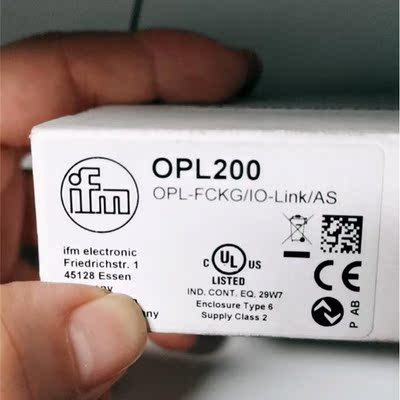 ifm
OPL200
OPL-FCKG/IO-Link/AS
ifm electronic
Friedrichstr. 1
45128 Essen
C UL US
LISTED
IND. CONT. EQ. 29W7
Enclosure Type 6
Supply Class 2
CE
P AB